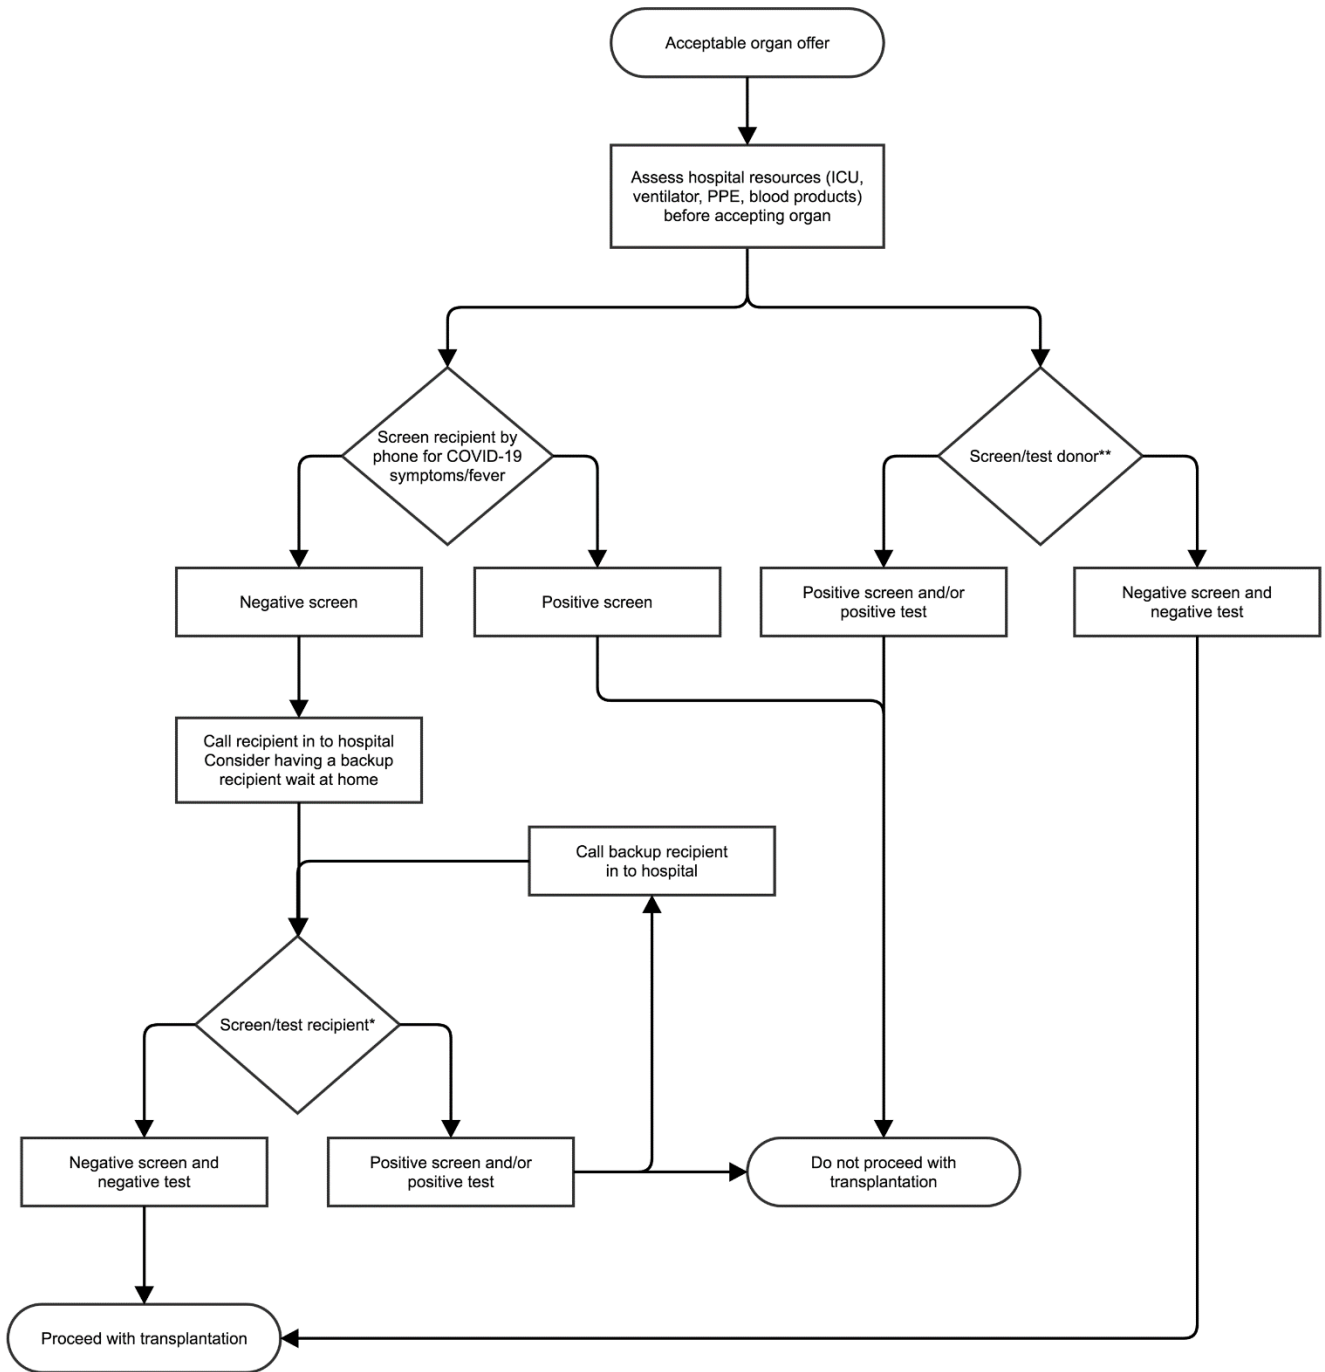 Acceptable organ offer
Assess hospital resources (ICU,
ventilator, PPE, blood products)
before accepting organ
Screen recipient by
phone for COVID-19
symptoms/fever
Screen/test donor**
Negative screen
Positive screen
Positive screen and/or
positive test
Negative screen and
negative test
Call recipient in to hospital
Consider having a backup
recipient wait at home
Call backup recipient
in to hospital
Screen/test recipient*
Negative screen and
negative test
Positive screen and/or
positive test
Do not proceed with
transplantation
Proceed with transplantation